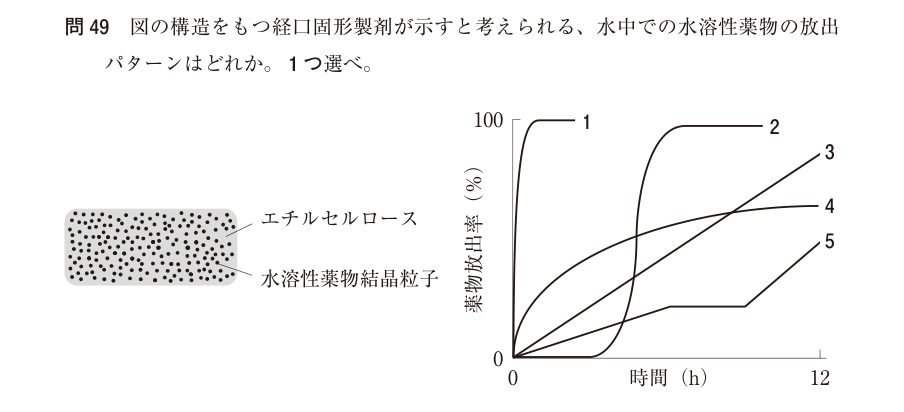 問 49 図の構造をもつ経口固形製剤が示すと考えられる、水中での水溶性薬物の放出
パターンはどれか。1つ選べ。
エチルセルロース
水溶性薬物結晶粒子
薬物放出率(%)
100
0
1
2
3
4
5
0
時間(h)
12